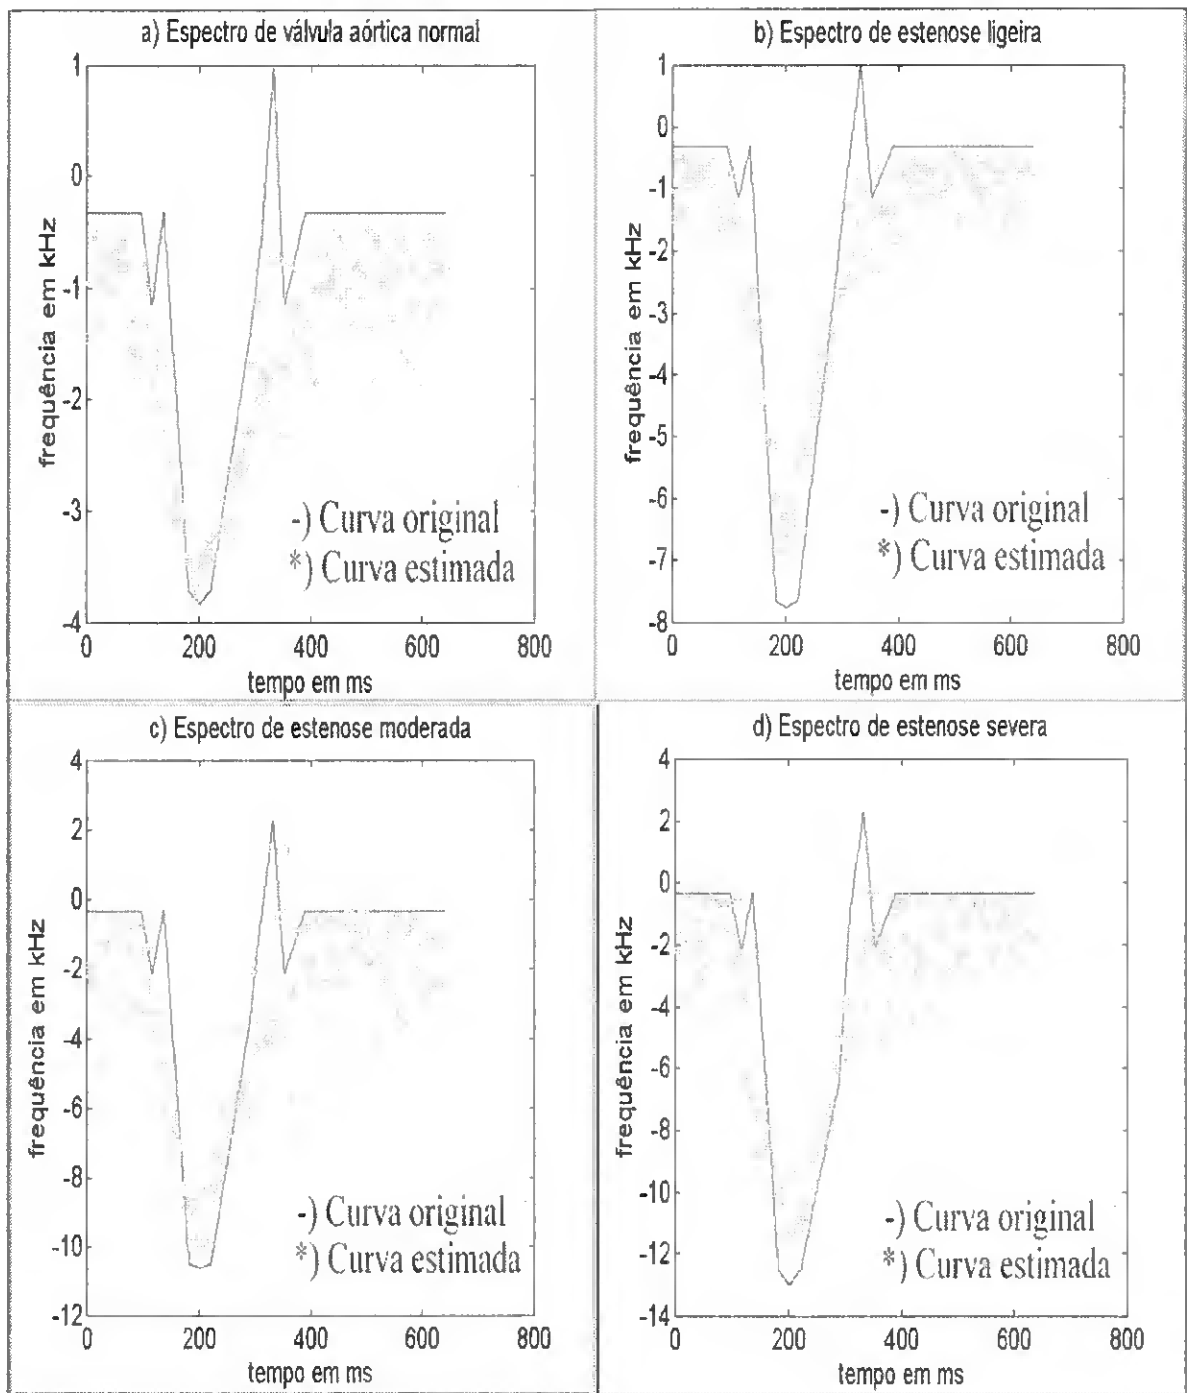 a) Espectro de válvula aórtica normal
1
0
-1
-2
-3
-4
frequência em kHz
-) Curva original
*) Curva estimada
0 200 400 600 800
tempo em ms
b) Espectro de estenose ligeira
1
0
-1
-2
-3
-4
-5
-6
-7
-8
frequência em kHz
-) Curva original
*) Curva estimada
0 200 400 600 800
tempo em ms
c) Espectro de estenose moderada
4
2
0
-2
-4
-6
-8
-10
-12
frequência em kHz
-) Curva original
*) Curva estimada
0 200 400 600 800
tempo em ms
d) Espectro de estenose severa
4
2
0
-2
-4
-6
-8
-10
-12
-14
frequência em kHz
-) Curva original
*) Curva estimada
0 200 400 600 800
tempo em ms